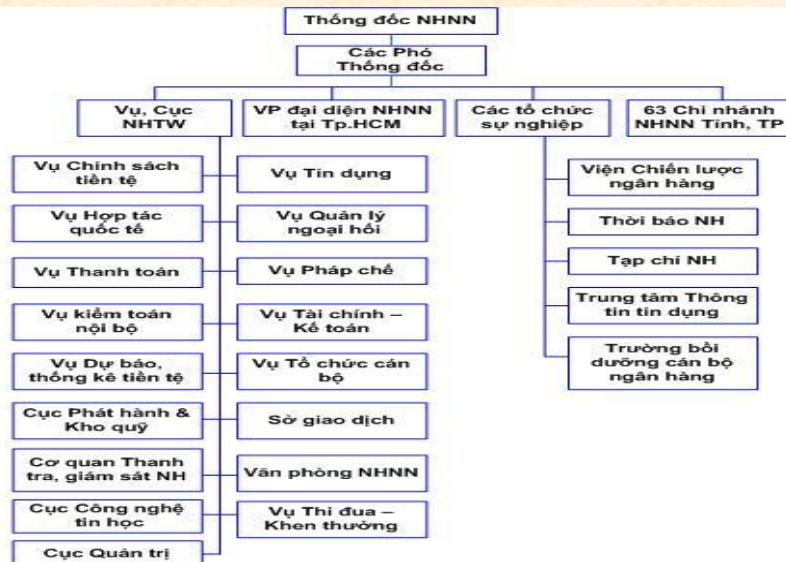 Thống đốc NHNN
Các Phó
Thống đốc
Vụ, Cục
NHTW
VP đại diện NHNN
tại Tp.HCM
Các tổ chức
sự nghiệp
63 Chi nhánh
NHNN Tỉnh, TP
Vụ Chính sách
tiền tệ
Vụ Tín dụng
Vụ Hợp tác
quốc tế
Vụ Quản lý
ngoại hối
Vụ Thanh toán
Vụ Pháp chế
Vụ kiểm toán
nội bộ
Vụ Tài chính –
Kế toán
Vụ Dự báo,
thống kê tiền tệ
Vụ Tổ chức cán
bộ
Cục Phát hành &
Kho quỹ
Sở giao dịch
Cơ quan Thanh
tra, giám sát NH
Văn phòng NHNN
Cục Công nghệ
tin học
Vụ Thi đua –
Khen thưởng
Cục Quản trị
Viện Chiến lược
ngân hàng
Thời báo NH
Tạp chí NH
Trung tâm Thông
tin tín dụng
Trường bồi
dưỡng cán bộ
ngân hàng